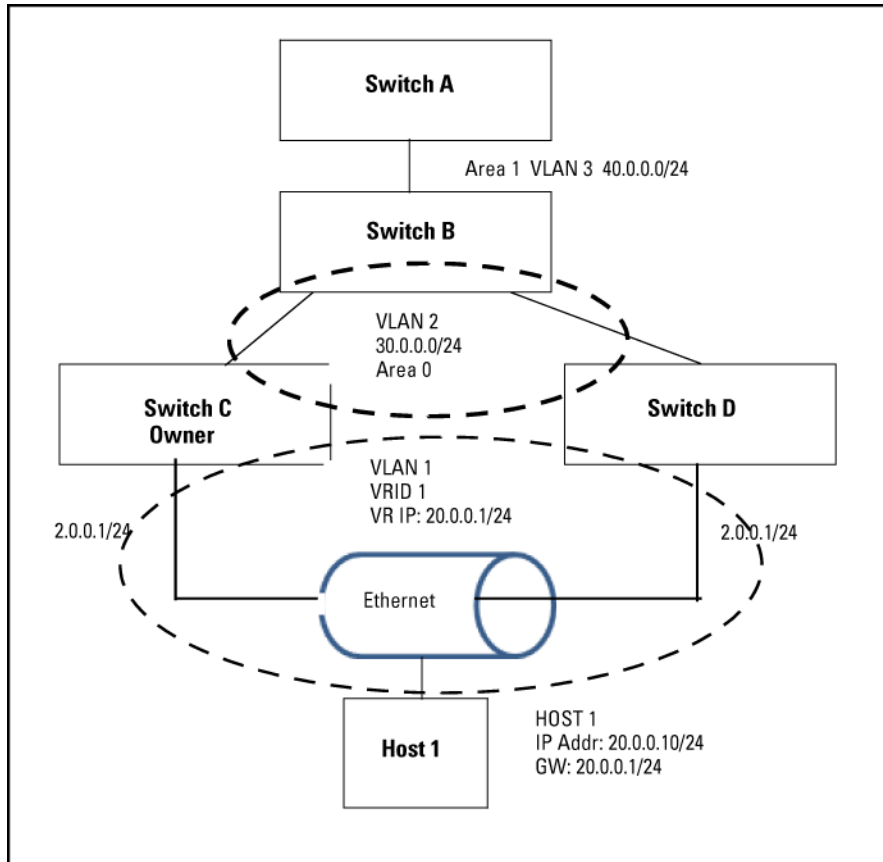 Switch A
Area 1 VLAN 3 40.0.0.0/24
Switch B
VLAN 2
30.0.0.0/24
Area 0
Switch C
Owner
Switch D
VLAN 1
VRID 1
VR IP: 20.0.0.1/24
2.0.0.1/24
2.0.0.1/24
Ethernet
Host 1
HOST 1
IP Addr: 20.0.0.10/24
GW: 20.0.0.1/24